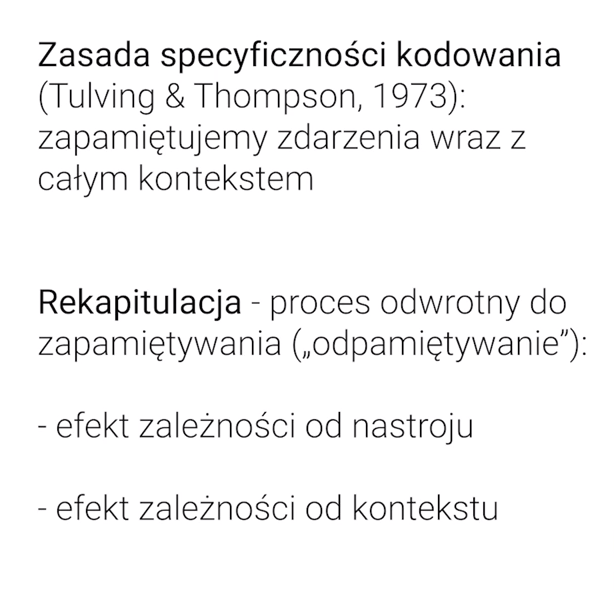 Zasada specyficzności kodowania
(Tulving & Thompson, 1973):
zapamiętujemy zdarzenia wraz z
całym kontekstem
Rekapitulacja - proces odwrotny do
zapamiętywania („odpamiętywanie”):
- efekt zależności od nastroju
- efekt zależności od kontekstu